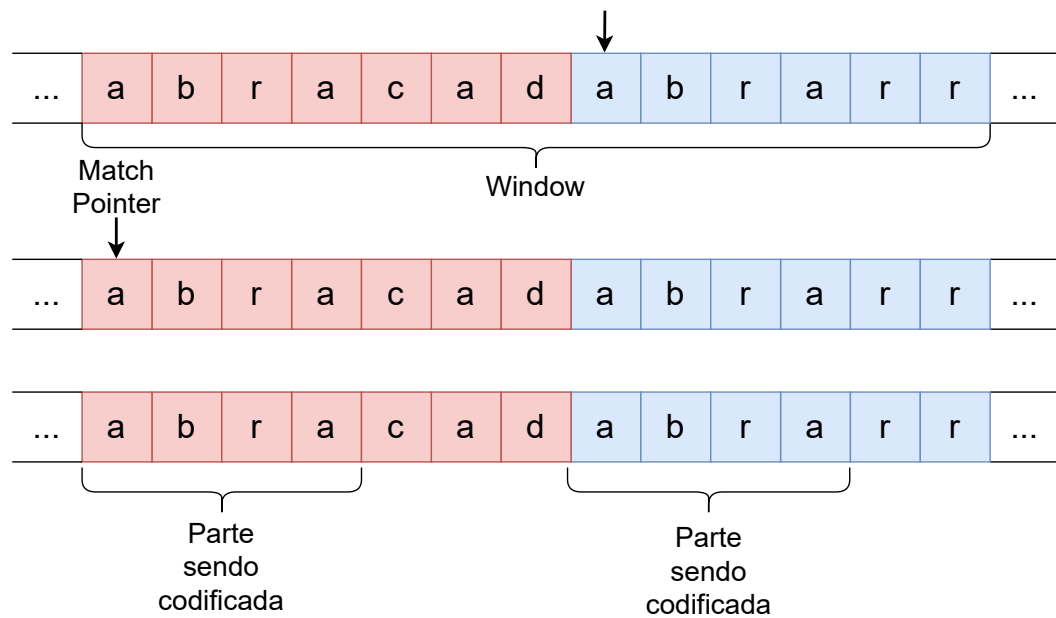 ... a b r a c a d a b r a r r ...
Window
Match
Pointer
... a b r a c a d a b r a r r ...
... a b r a c a d a b r a r r ...
Parte
sendo
codificada
Parte
sendo
codificada